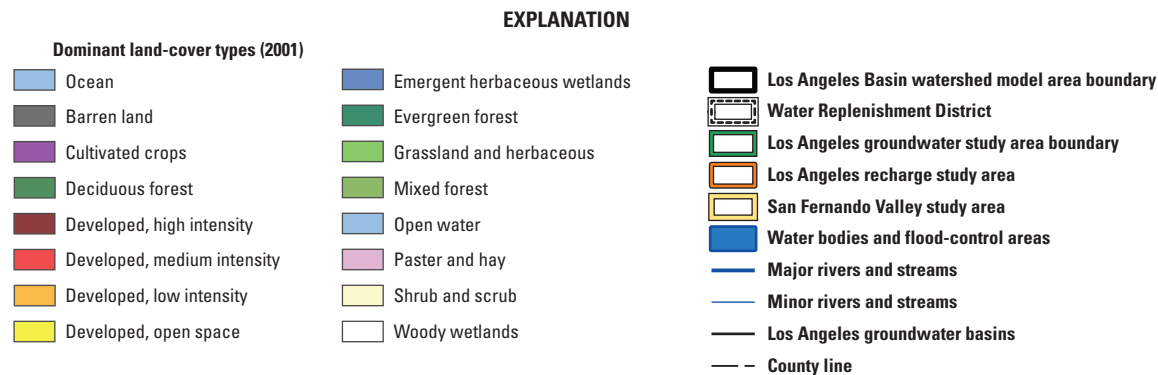 EXPLANATION
Dominant land-cover types (2001)
Ocean
Barren land
Cultivated crops
Deciduous forest
Developed, high intensity
Developed, medium intensity
Developed, low intensity
Developed, open space
Emergent herbaceous wetlands
Evergreen forest
Grassland and herbaceous
Mixed forest
Open water
Paster and hay
Shrub and scrub
Woody wetlands
Los Angeles Basin watershed model area boundary
Water Replenishment District
Los Angeles groundwater study area boundary
Los Angeles recharge study area
San Fernando Valley study area
Water bodies and flood-control areas
Major rivers and streams
Minor rivers and streams
Los Angeles groundwater basins
County line